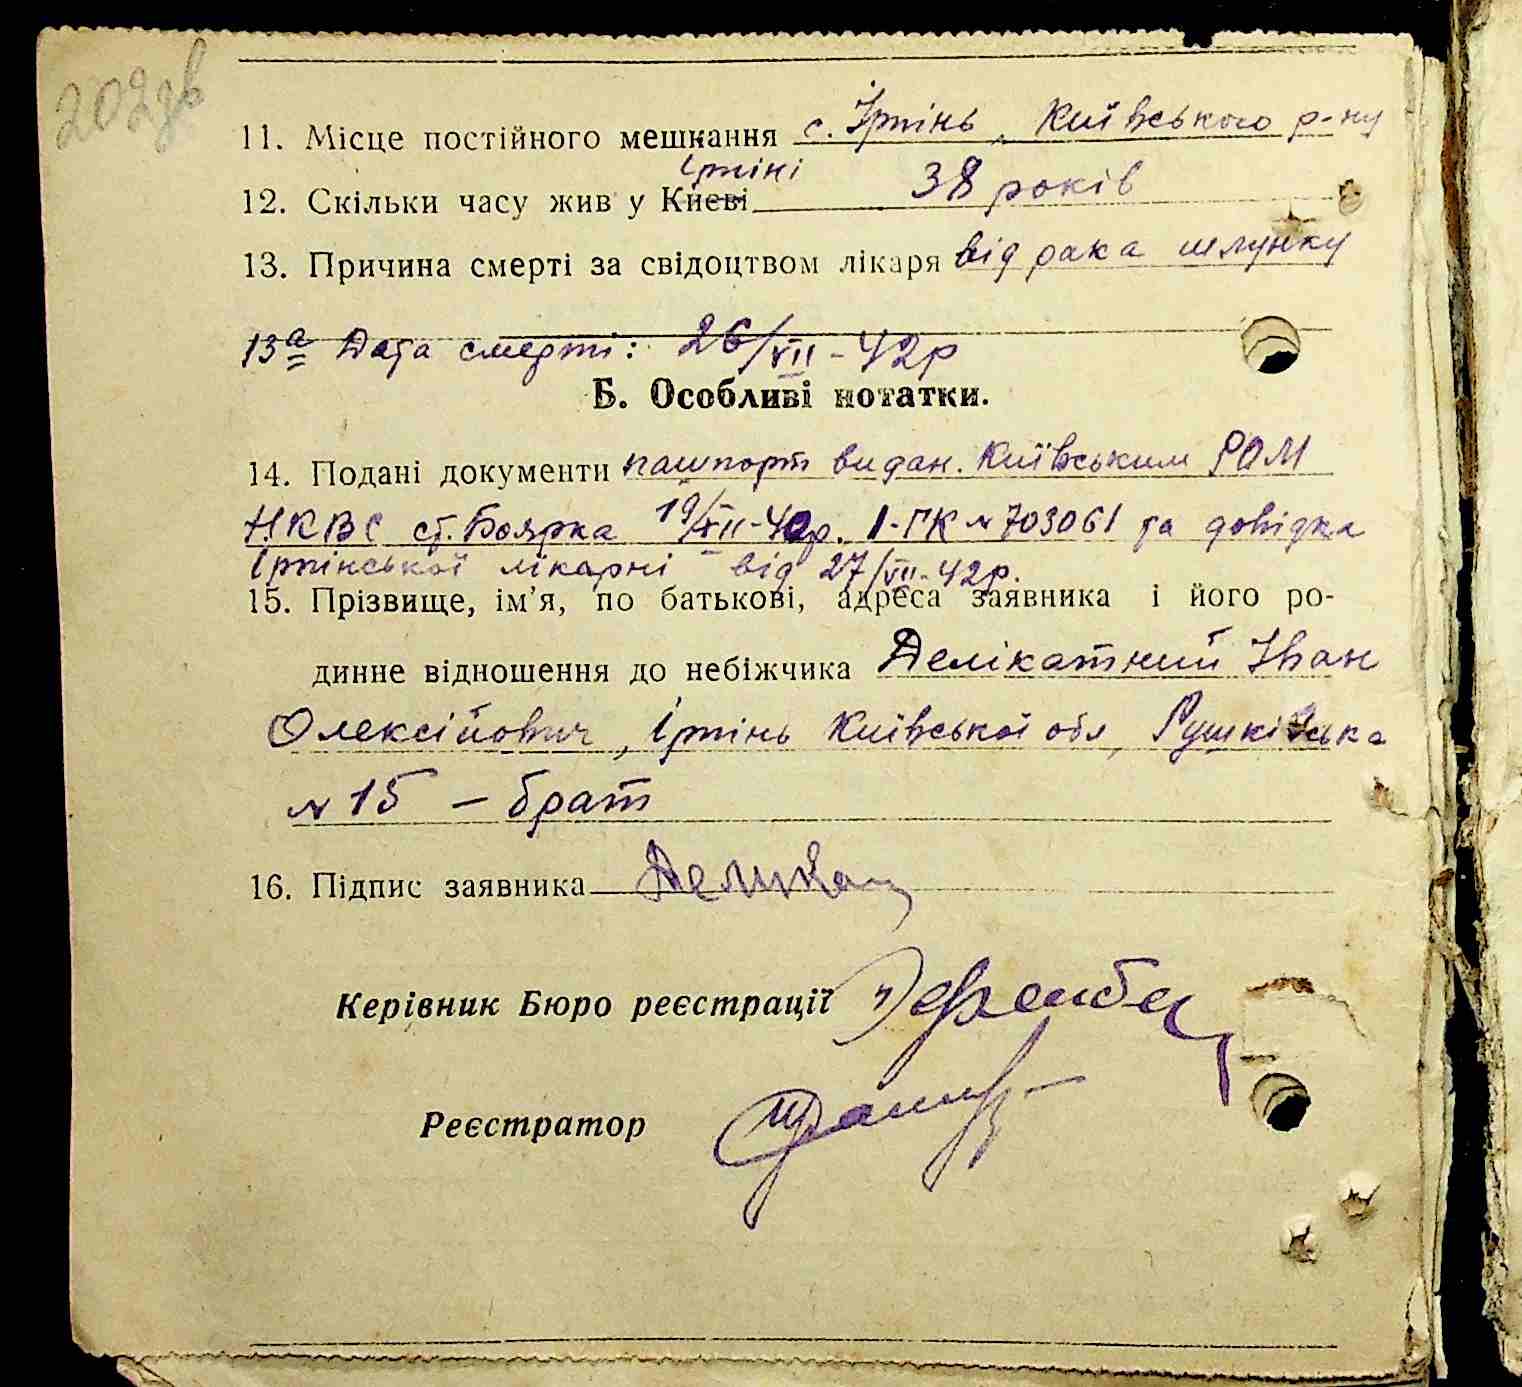 202зв
11. Місце постійного мешкання с. Ірпінь, Київського р-ну
Ірпіні
12. Скільки часу жив у Києві 38 років
13. Причина смерті за свідоцтвом лікаря від рака шлунку
13а Дата смерті: 26/VII-42р
Б. Особливі нотатки.
14. Подані документи пашпорт видан. Київським РОМ
НКВС ст. Боярка 19/XII-40р. І-ГК № 703061 та довідка
Ірпінської лікарні від 27/VII-42р.
15. Прізвище, ім'я, по батькові, адреса заявника і його ро-
динне відношення до небіжчика Делікатний Іван
Олексійович, Ірпінь Київської обл, Рушківська
№ 15 – брат
16. Підпис заявника
Керівник Бюро реєстрації
Реєстратор